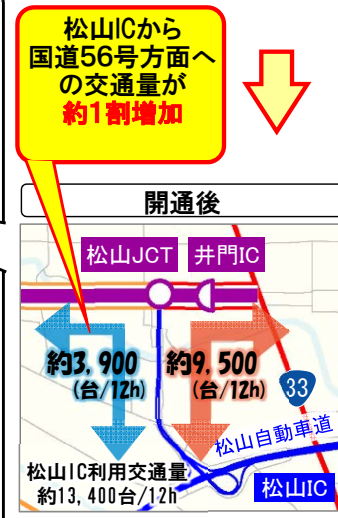 松山ICから
国道56号方面へ
の交通量が
約1割増加
開通後
松山JCT 井門IC
約3,900
(台/12h)
約9,500
(台/12h)
33
松山自動車道
松山IC利用交通量
約13,400台/12h
松山IC